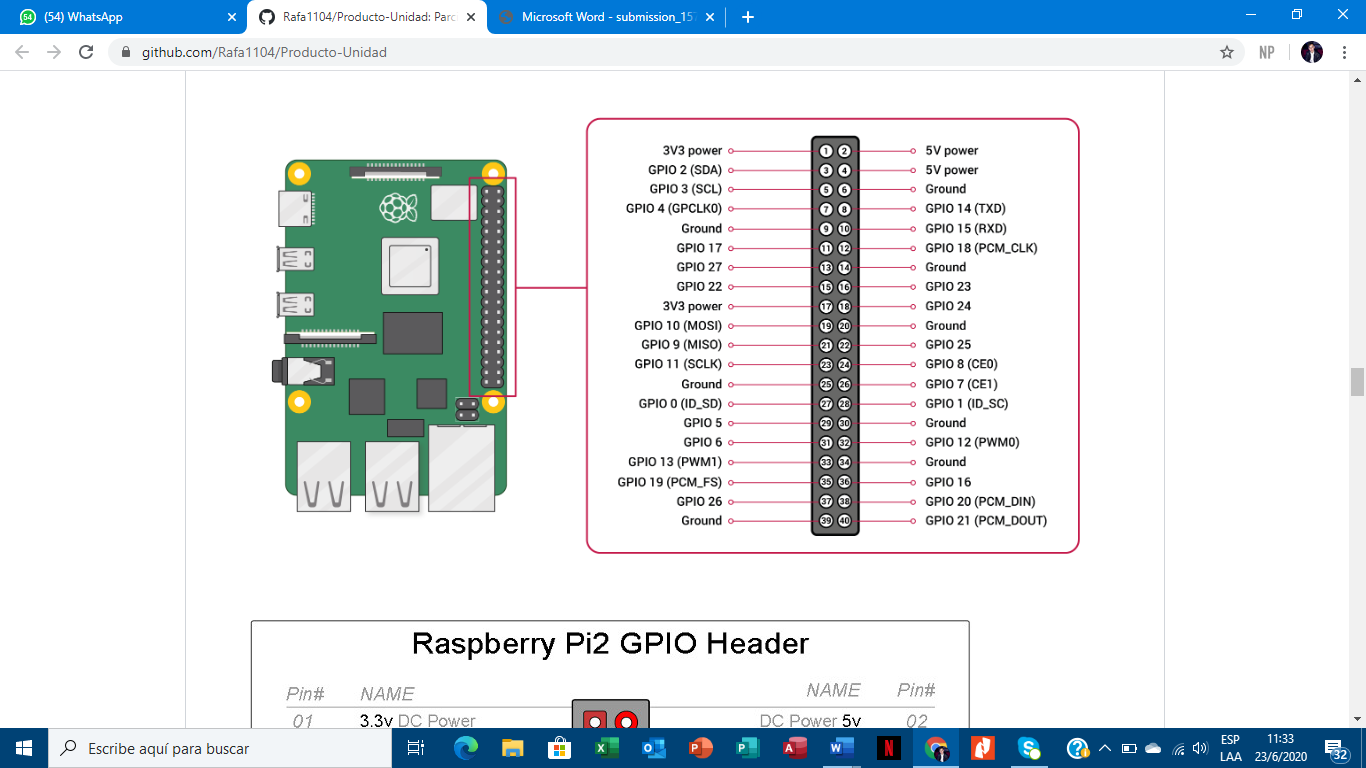 54
(54) WhatsApp
Rafa1104/Producto-Unidad: Parc
Microsoft Word - submission_15
github.com/Rafa1104/Producto-Unidad
NP
3V3 power 1 2 5V power
GPIO 2 (SDA) 3 4 5V power
GPIO 3 (SCL) 5 6 Ground
GPIO 4 (GPCLK0) 7 8 GPIO 14 (TXD)
Ground 9 10 GPIO 15 (RXD)
GPIO 17 11 12 GPIO 18 (PCM_CLK)
GPIO 27 13 14 Ground
GPIO 22 15 16 GPIO 23
3V3 power 17 18 GPIO 24
GPIO 10 (MOSI) 19 20 Ground
GPIO 9 (MISO) 21 22 GPIO 25
GPIO 11 (SCLK) 23 24 GPIO 8 (CE0)
Ground 25 26 GPIO 7 (CE1)
GPIO 0 (ID_SD) 27 28 GPIO 1 (ID_SC)
GPIO 5 29 30 Ground
GPIO 6 31 32 GPIO 12 (PWM0)
GPIO 13 (PWM1) 33 34 Ground
GPIO 19 (PCM_FS) 35 36 GPIO 16
GPIO 26 37 38 GPIO 20 (PCM_DIN)
Ground 39 40 GPIO 21 (PCM_DOUT)
Raspberry Pi2 GPIO Header
Pin# NAME NAME Pin#
01 3.3v DC Power DC Power 5v 02
Escribe aquí para buscar
ESP
LAA
11:33
23/6/2020
32